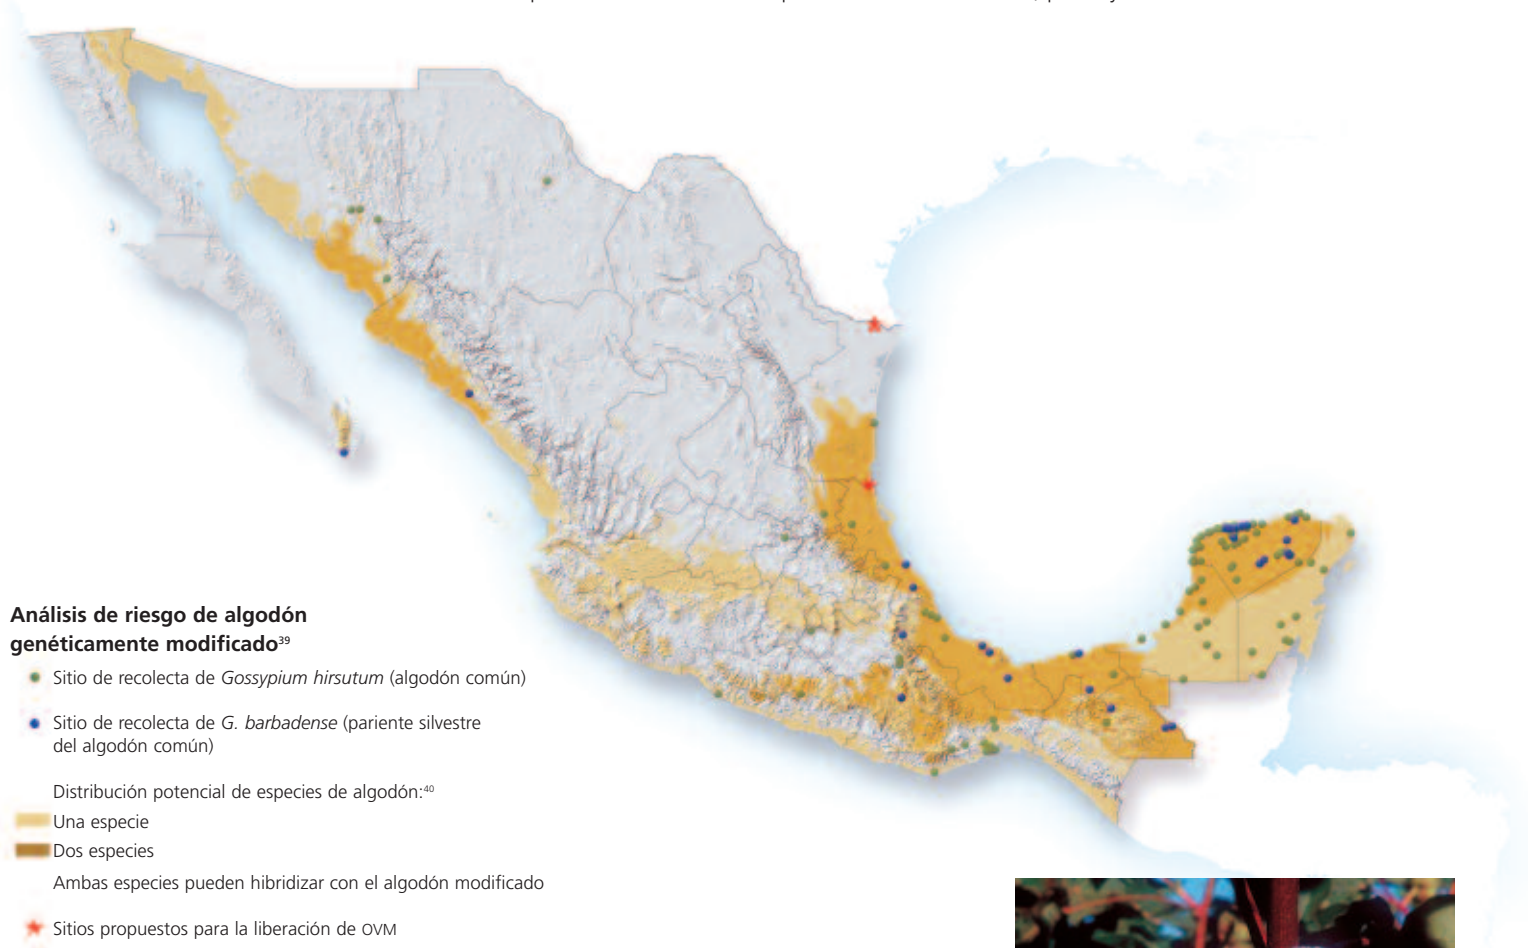 Análisis de riesgo de algodón
genéticamente modificado³⁹
Sitio de recolecta de Gossypium hirsutum (algodón común)
Sitio de recolecta de G. barbadense (pariente silvestre
del algodón común)
Distribución potencial de especies de algodón:⁴⁰
Una especie
Dos especies
Ambas especies pueden hibridizar con el algodón modificado
Sitios propuestos para la liberación de OVM